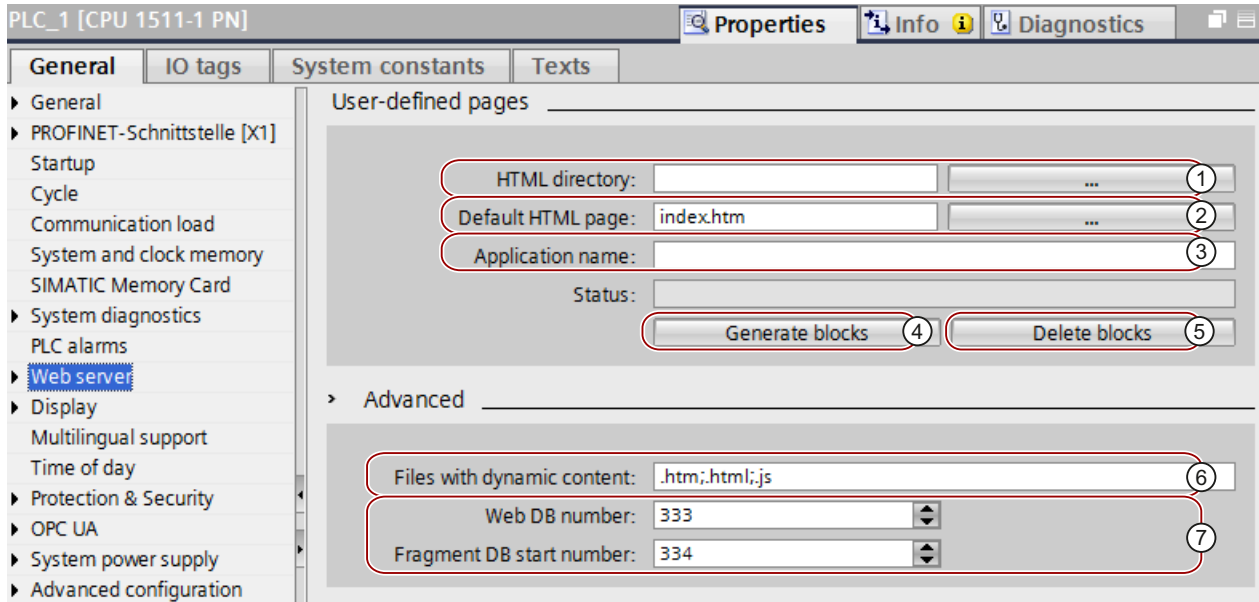 PLC_1 [CPU 1511-1 PN]
Properties
Info
Diagnostics
General
IO tags
System constants
Texts
General
PROFINET-Schnittstelle [X1]
Startup
Cycle
Communication load
System and clock memory
SIMATIC Memory Card
System diagnostics
PLC alarms
Web server
Display
Multilingual support
Time of day
Protection & Security
OPC UA
System power supply
Advanced configuration
User-defined pages
HTML directory: ... 1
Default HTML page: index.htm ... 2
Application name: 3
Status:
Generate blocks 4 Delete blocks 5
Advanced
Files with dynamic content: .htm;.html;.js 6
Web DB number: 333
7
Fragment DB start number: 334